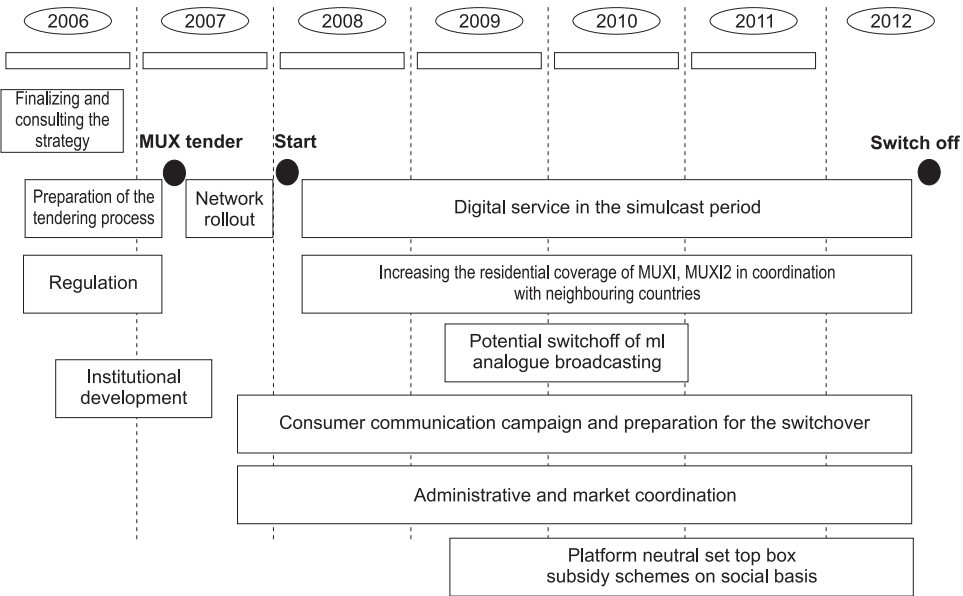 2006 2007 2008 2009 2010 2011 2012
Finalizing and
consulting the
strategy
MUX tender
Start
Switch off
Preparation of the
tendering process
Network
rollout
Digital service in the simulcast period
Regulation
Increasing the residential coverage of MUXI, MUXI2 in coordination
with neighbouring countries
Potential switchoff of ml
analogue broadcasting
Institutional
development
Consumer communication campaign and preparation for the switchover
Administrative and market coordination
Platform neutral set top box
subsidy schemes on social basis